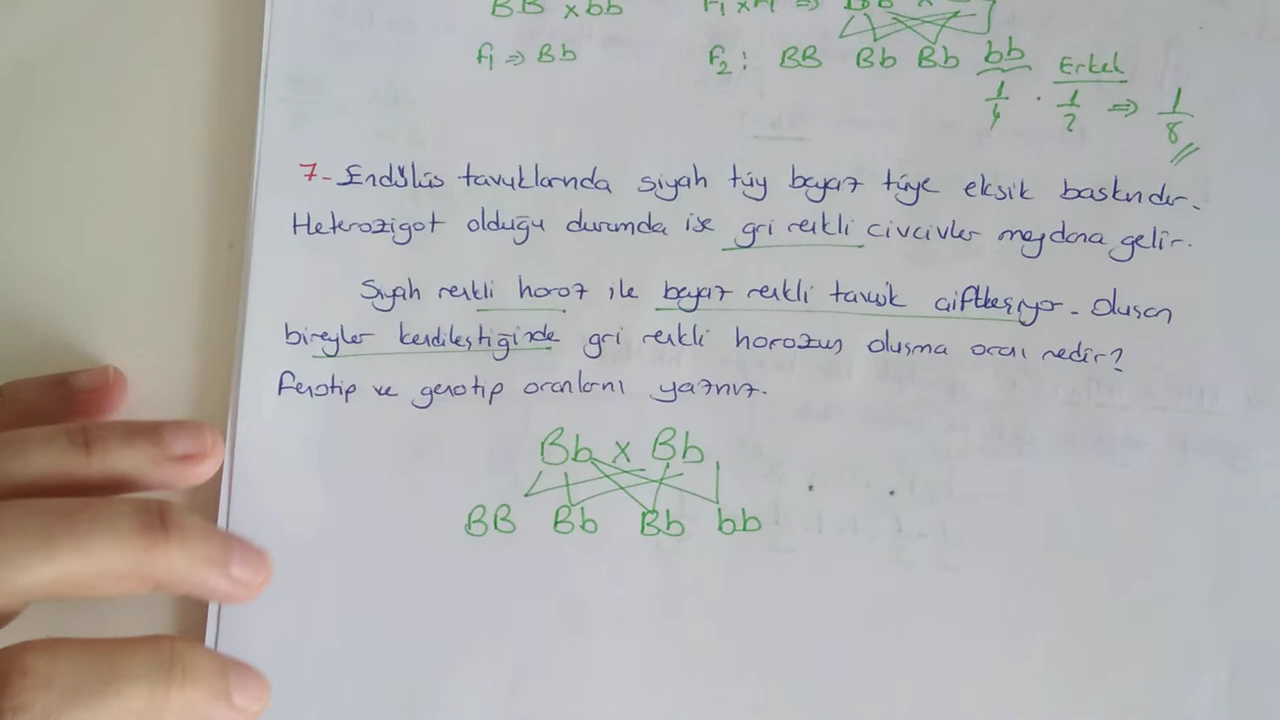 BB x bb F1 x F1 ⇒ Bb x
F1 ⇒ Bb F2: BB Bb Bb bb Erkek
1/4 . 1/2 ⇒ 1/8
7- Endülüs tavuklarında siyah tüy beyaz tüye eksik baskındır.
Heterozigot olduğu durumda ise gri renkli civcivler meydana gelir.
Siyah renkli horoz ile beyaz renkli tavuk çiftleşiyor. Oluşan
bireyler kendileştiğinde gri renkli horozun oluşma oranı nedir?
Fenotip ve genotip oranlarını yazınız.
Bb x Bb
BB Bb Bb bb